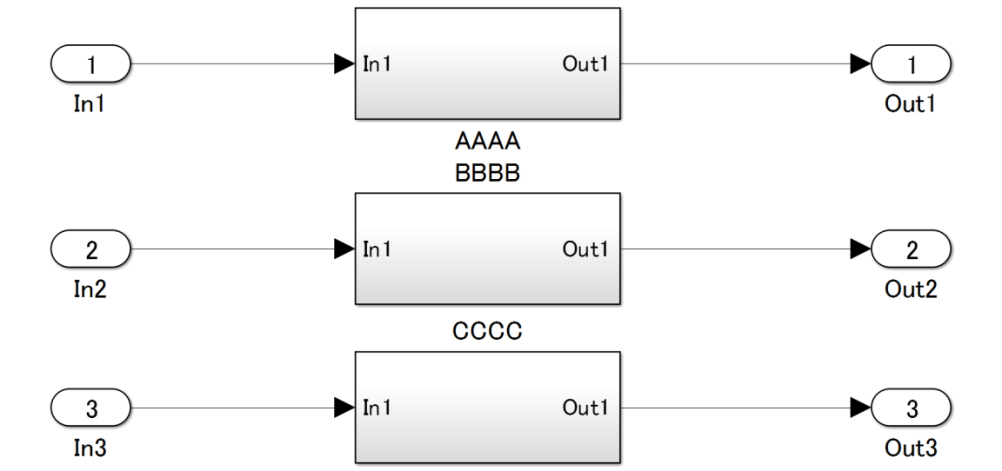 1
In1
In1
Out1
1
Out1
AAAA
BBBB
2
In2
In1
Out1
2
Out2
CCCC
3
In3
In1
Out1
3
Out3